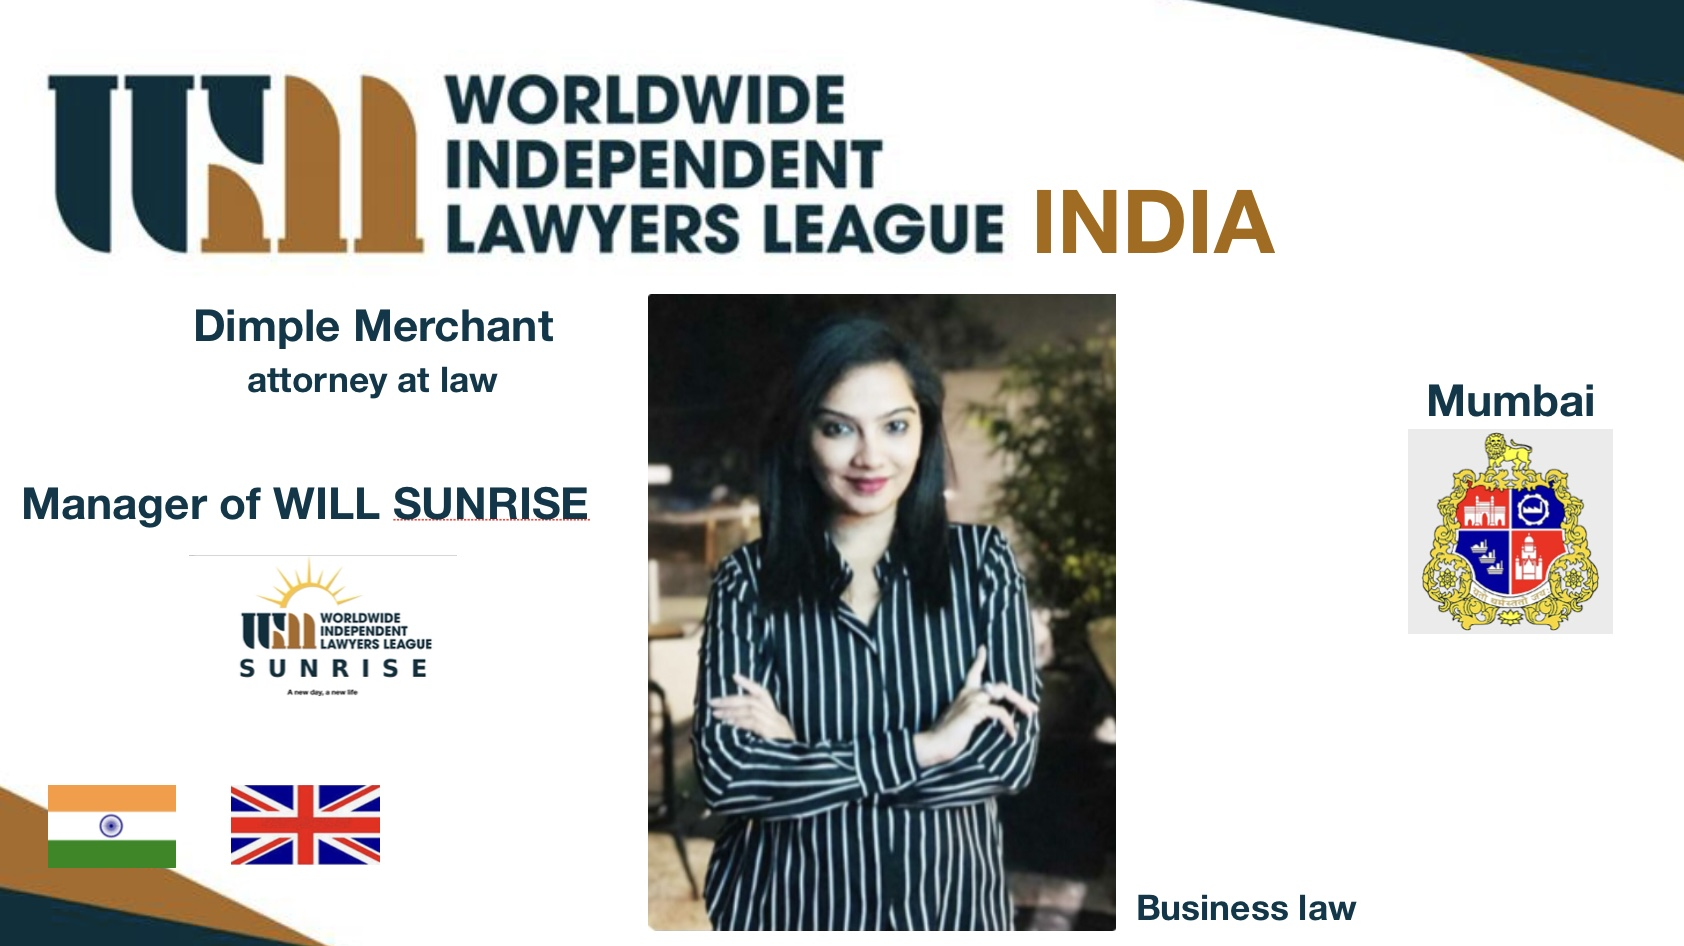 WORLDWIDE
INDEPENDENT
LAWYERS LEAGUE INDIA
Dimple Merchant
attorney at law
Mumbai
Manager of WILL SUNRISE
WORLDWIDE
INDEPENDENT
LAWYERS LEAGUE
SUNRISE
A new day, a new life
Business law